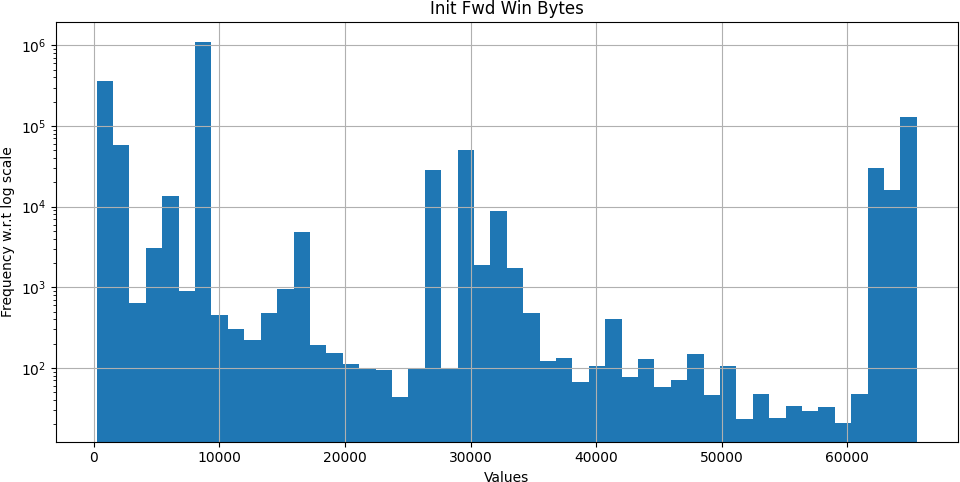 Init Fwd Win Bytes
Frequency w.r.t log scale
10⁶
10⁵
10⁴
10³
10²
0 10000 20000 30000 40000 50000 60000
Values